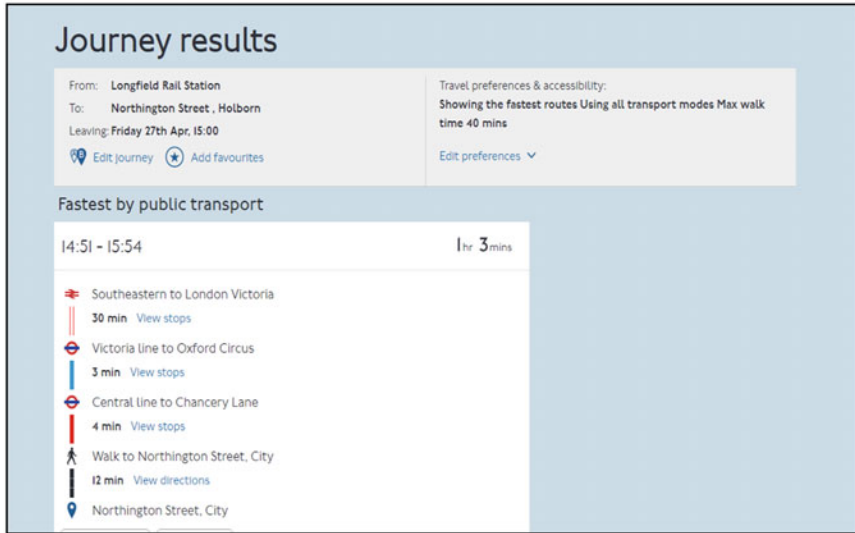 Journey results
From: Longfield Rail Station
To: Northington Street , Holborn
Leaving: Friday 27th Apr, 15:00
Edit journey Add favourites
Travel preferences & accessibility:
Showing the fastest routes Using all transport modes Max walk
time 40 mins
Edit preferences
Fastest by public transport
14:51 - 15:54 1 hr 3 mins
Southeastern to London Victoria
30 min View stops
Victoria line to Oxford Circus
3 min View stops
Central line to Chancery Lane
4 min View stops
Walk to Northington Street, City
12 min View directions
Northington Street, City